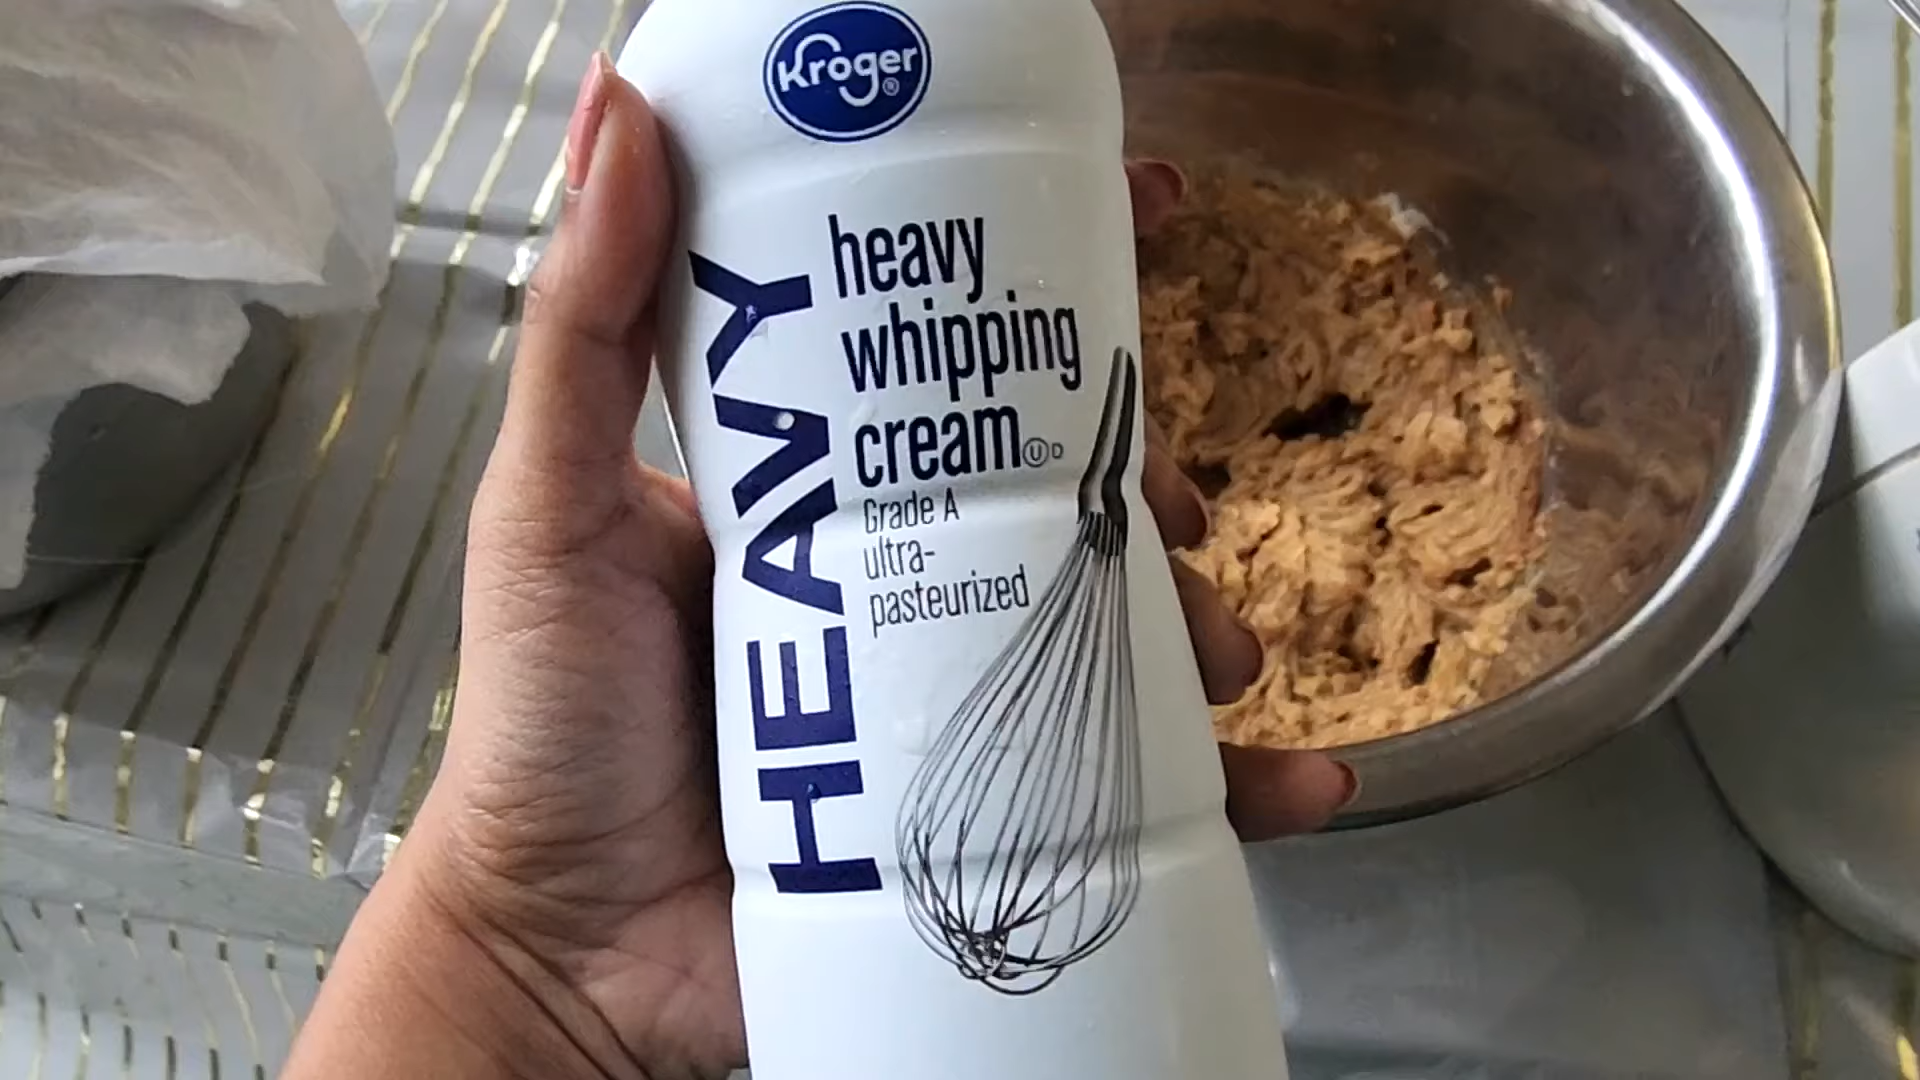 Kroger®
HEAVY
heavy
whipping
cream Ⓤ D
Grade A
ultra-
pasteurized